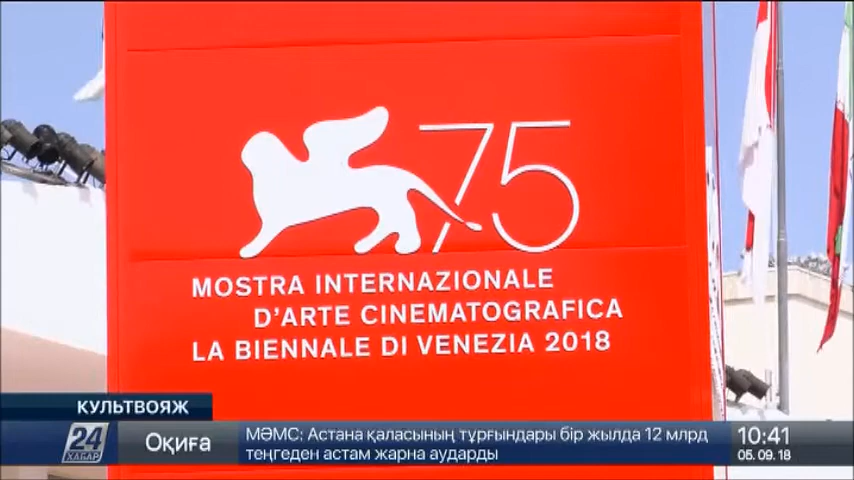 75
MOSTRA INTERNAZIONALE
D'ARTE CINEMATOGRAFICA
LA BIENNALE DI VENEZIA 2018
КУЛЬТВОЯЖ
24
ХАБАР
Оқиға
МӘМС: Астана қаласының тұрғындары бір жылда 12 млрд
теңгеден астам жарна аударды
10:41
05.09.18